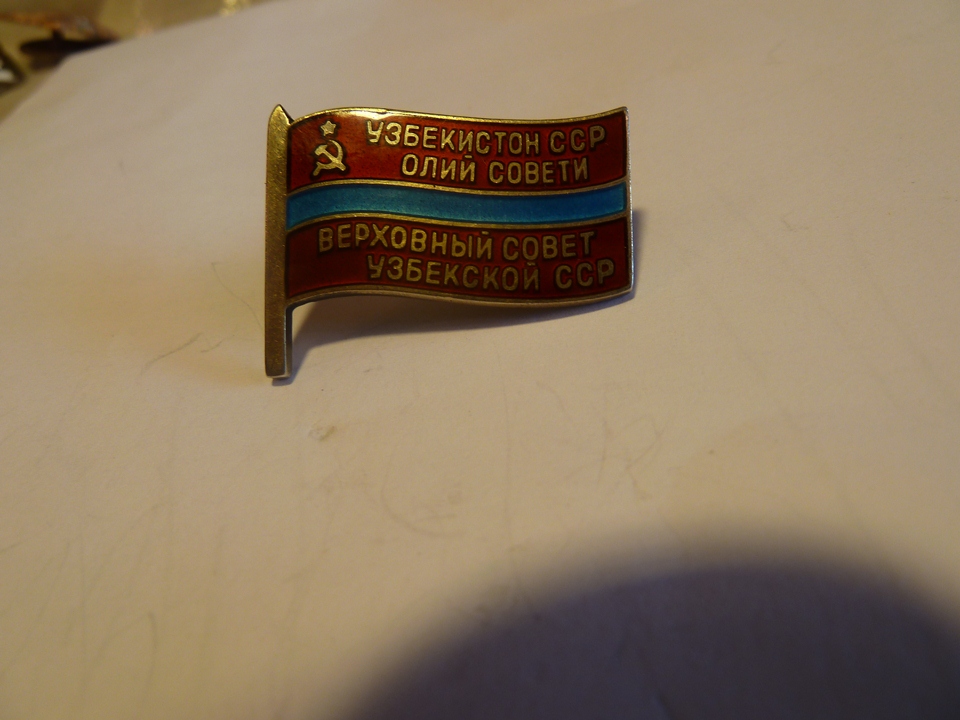 УЗБЕКИСТОН ССР
ОЛИЙ СОВЕТИ
ВЕРХОВНЫЙ СОВЕТ
УЗБЕКСКОЙ ССР